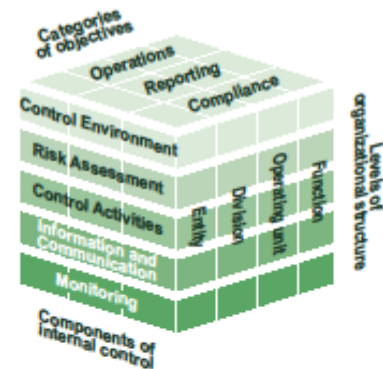 Categories
of objectives
Operations
Reporting
Compliance
Control Environment
Risk Assessment
Control Activities
Information and
Communication
Monitoring
Entity
Division
Operating unit
Function
Levels of
organizational structure
Components of
internal control